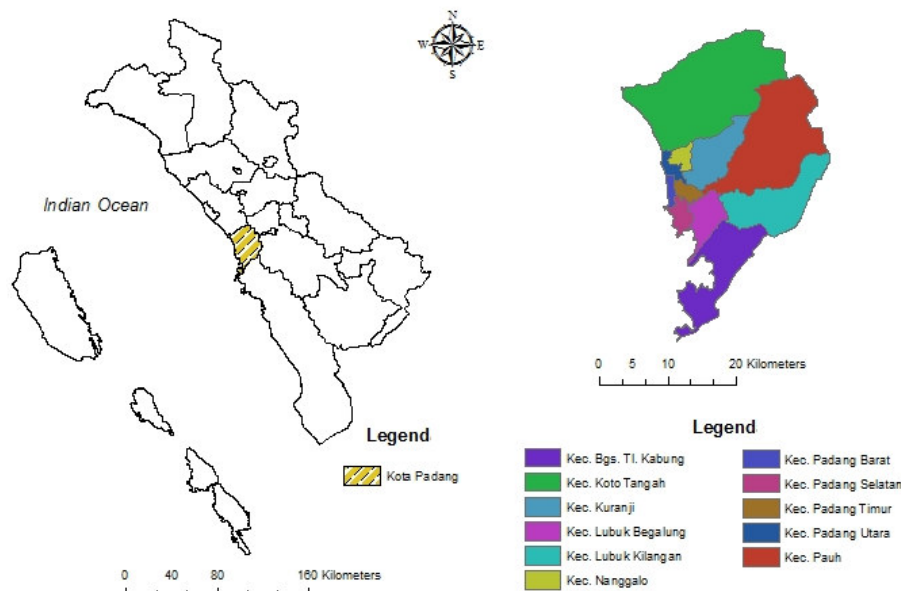 N
W E
S
Indian Ocean
0 10 20 Kilometers
Legend
Kota Padang
0 40 80 160 Kilometers
Legend
Kec. Bgs. Tl. Kabung
Kec. Koto Tangah
Kec. Kuranji
Kec. Lubuk Begalung
Kec. Lubuk Kilangan
Kec. Nanggalo
Kec. Padang Barat
Kec. Padang Selatan
Kec. Padang Timur
Kec. Padang Utara
Kec. Pauh